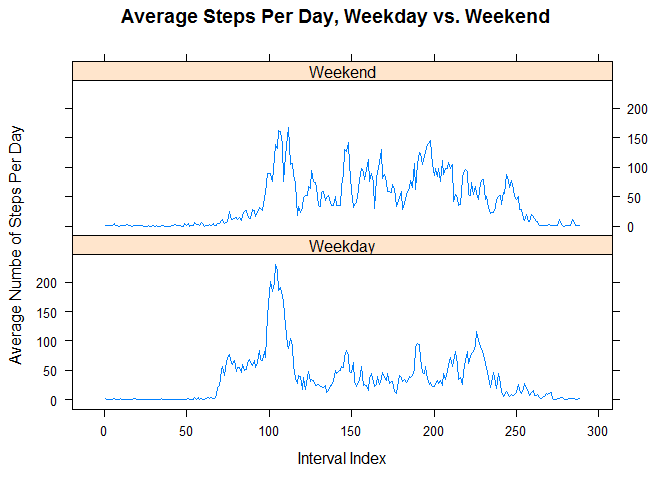 Average Steps Per Day, Weekday vs. Weekend
Average Numbe of Steps Per Day
Weekend
200
150
100
50
0
Weekday
200
150
100
50
0
0 50 100 150 200 250 300
Interval Index